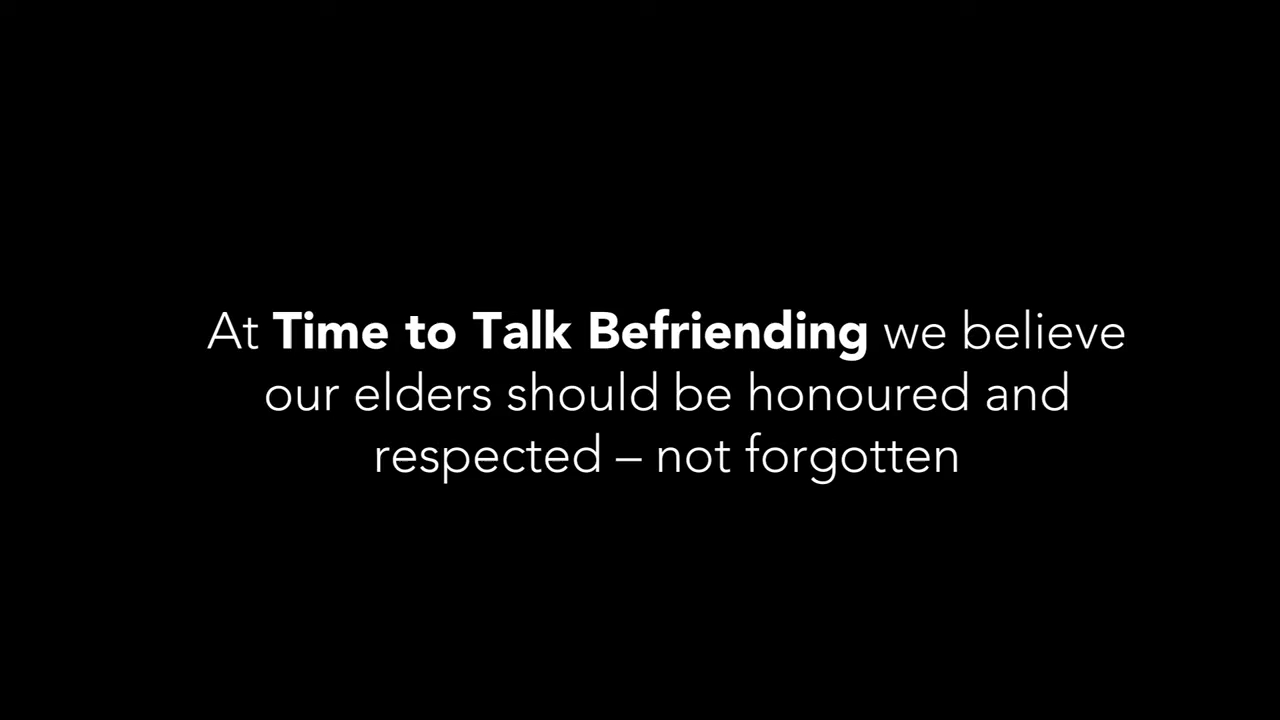 At Time to Talk Befriending we believe
our elders should be honoured and
respected – not forgotten